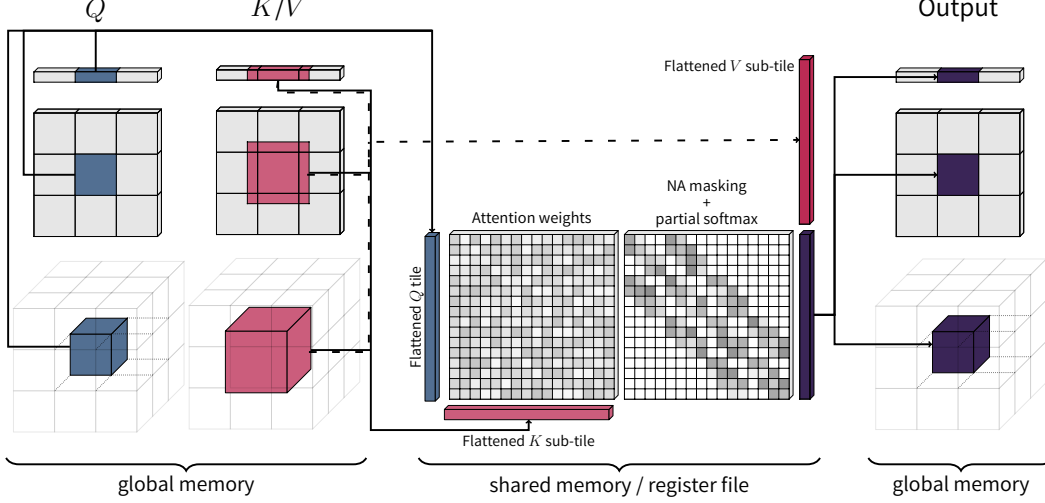 Q
K/V
Output
Flattened V sub-tile
NA masking
+
partial softmax
Attention weights
Flattened Q tile
Flattened K sub-tile
global memory
shared memory / register file
global memory